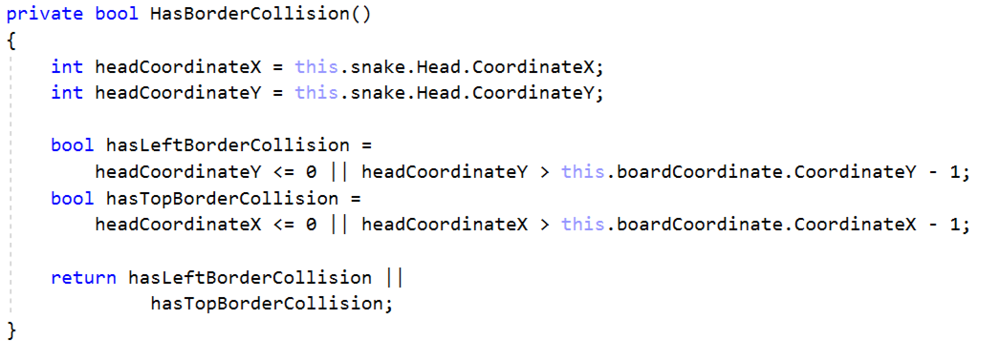 private bool HasBorderCollision()
{
    int headCoordinateX = this.snake.Head.CoordinateX;
    int headCoordinateY = this.snake.Head.CoordinateY;

    bool hasLeftBorderCollision =
        headCoordinateY <= 0 || headCoordinateY > this.boardCoordinate.CoordinateY - 1;
    bool hasTopBorderCollision =
        headCoordinateX <= 0 || headCoordinateX > this.boardCoordinate.CoordinateX - 1;

    return hasLeftBorderCollision ||
             hasTopBorderCollision;
}